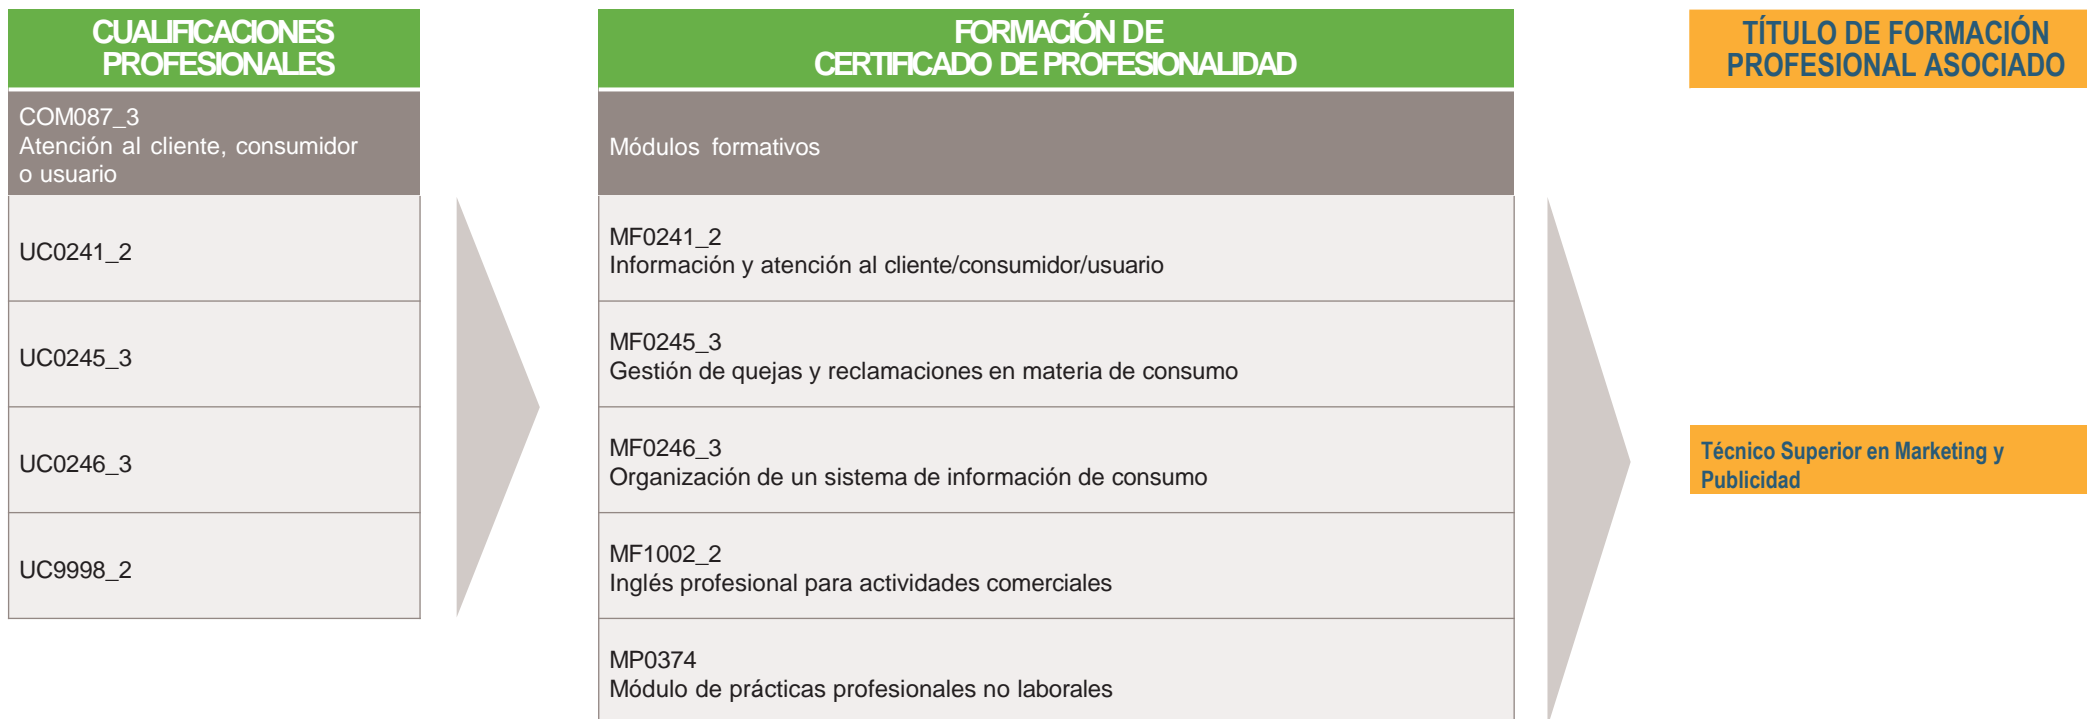 CUALIFICACIONES
PROFESIONALES
COM087_3
Atención al cliente, consumidor
o usuario
UC0241_2
UC0245_3
UC0246_3
UC9998_2
FORMACIÓN DE
CERTIFICADO DE PROFESIONALIDAD
Módulos formativos
MF0241_2
Información y atención al cliente/consumidor/usuario
MF0245_3
Gestión de quejas y reclamaciones en materia de consumo
MF0246_3
Organización de un sistema de información de consumo
MF1002_2
Inglés profesional para actividades comerciales
MP0374
Módulo de prácticas profesionales no laborales
TÍTULO DE FORMACIÓN
PROFESIONAL ASOCIADO
Técnico Superior en Marketing y
Publicidad